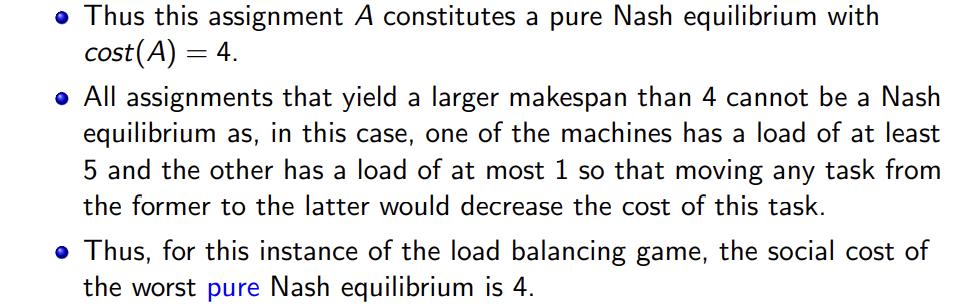 Thus this assignment A constitutes a pure Nash equilibrium with
cost(A) = 4.
All assignments that yield a larger makespan than 4 cannot be a Nash
equilibrium as, in this case, one of the machines has a load of at least
5 and the other has a load of at most 1 so that moving any task from
the former to the latter would decrease the cost of this task.
Thus, for this instance of the load balancing game, the social cost of
the worst pure Nash equilibrium is 4.